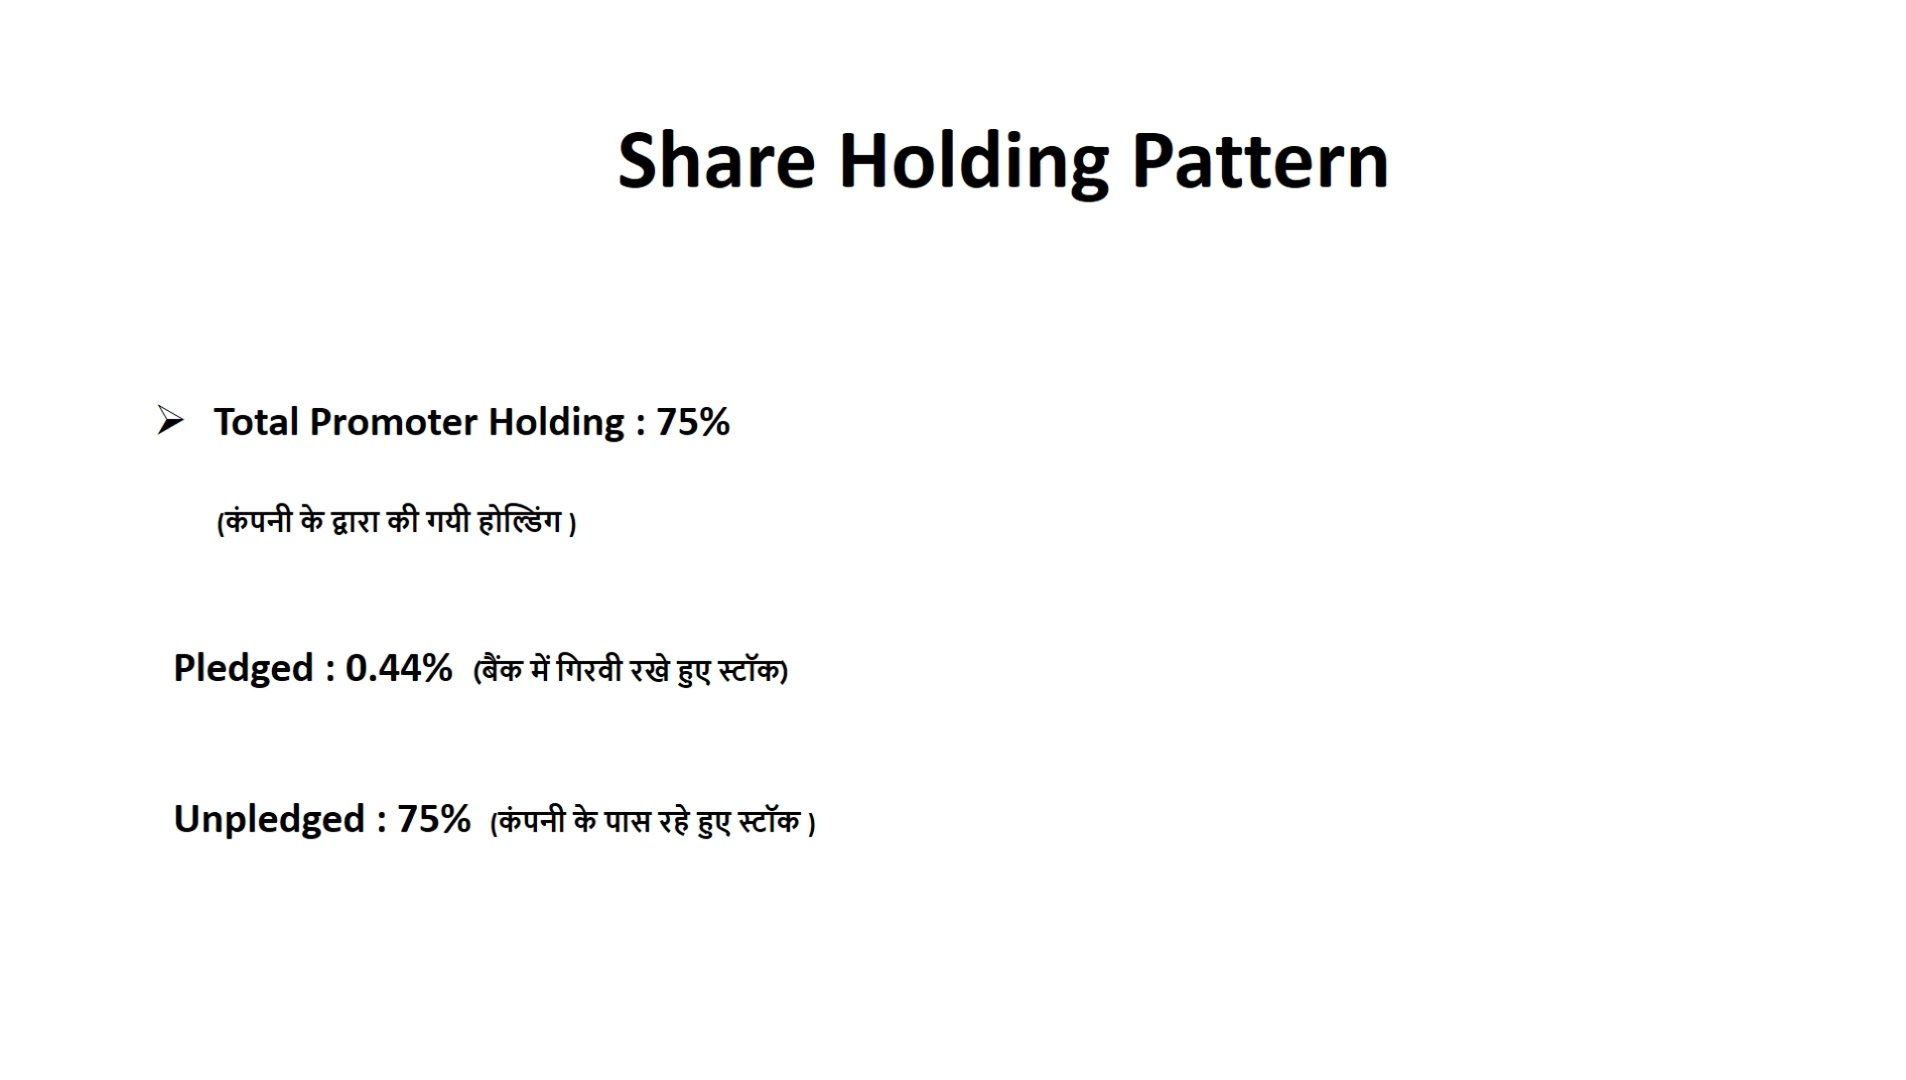 Share Holding Pattern
Total Promoter Holding : 75%
(कंपनी के द्वारा की गयी होल्डिंग )
Pledged : 0.44% (बैंक में गिरवी रखे हुए स्टॉक)
Unpledged : 75% (कंपनी के पास रहे हुए स्टॉक )